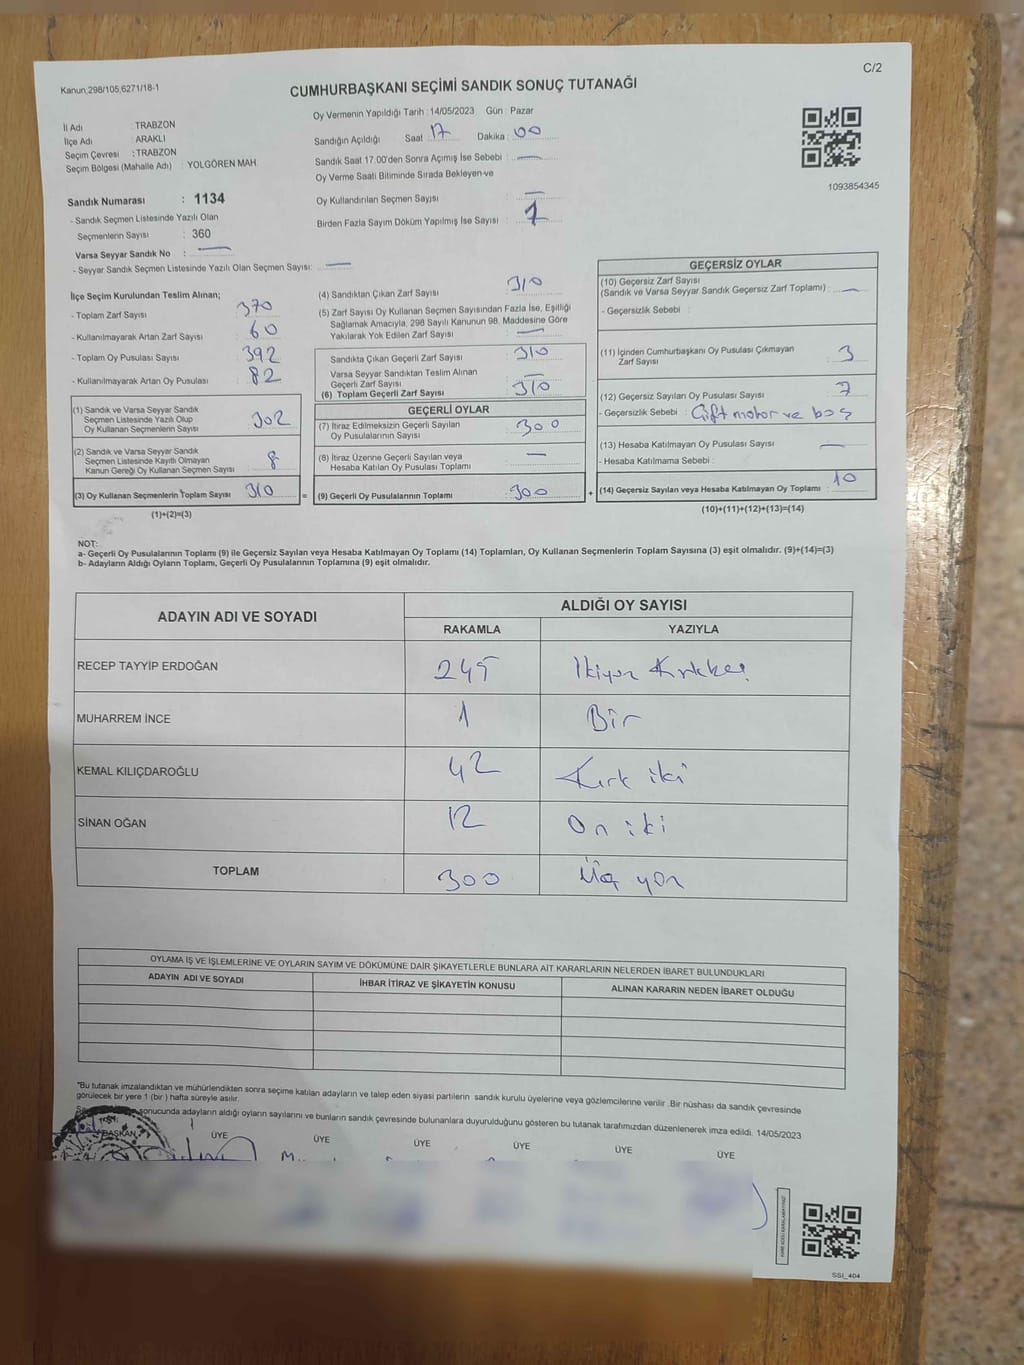 C/2
Kanun,298/105,6271/18-1
CUMHURBAŞKANI SEÇİMİ SANDIK SONUÇ TUTANAĞI
Oy Vermenin Yapıldığı Tarih : 14/05/2023 Gün : Pazar
İl Adı : TRABZON
İlçe Adı : ARAKLI
Seçim Çevresi : TRABZON
Seçim Bölgesi (Mahalle Adı) : YOLGÖREN MAH.
Sandığın Açıldığı Saat 17 Dakika : 00
Sandık Saat 17.00'den Sonra Açımış İse Sebebi : —
Oy Verme Saati Bitiminde Sırada Bekleyen ve
Oy Kullandırılan Seçmen Sayısı : —
Birden Fazla Sayım Döküm Yapılmış İse Sayısı : 1
1093854345
Sandık Numarası : 1134
- Sandık Seçmen Listesinde Yazılı Olan
Seçmenlerin Sayısı : 360
Varsa Seyyar Sandık No : —
- Seyyar Sandık Seçmen Listesinde Yazılı Olan Seçmen Sayısı: —
İlçe Seçim Kurulundan Teslim Alınan;
- Toplam Zarf Sayısı : 370
- Kullanılmayarak Artan Zarf Sayısı : 60
- Toplam Oy Pusulası Sayısı : 392
- Kullanılmayarak Artan Oy Pusulası : 82
(1) Sandık ve Varsa Seyyar Sandık
Seçmen Listesinde Yazılı Olup
Oy Kullanan Seçmenlerin Sayısı : 302
(2) Sandık ve Varsa Seyyar Sandık
Seçmen Listesinde Kayıtlı Olmayan
Kanun Gereği Oy Kullanan Seçmen Sayısı : 8
(3) Oy Kullanan Seçmenlerin Toplam Sayısı : 310
(1)+(2)=(3)
(4) Sandıktan Çıkan Zarf Sayısı : 310
(5) Zarf Sayısı Oy Kullanan Seçmen Sayısından Fazla İse, Eşitliği
Sağlamak Amacıyla, 298 Sayılı Kanunun 98. Maddesine Göre
Yakılarak Yok Edilen Zarf Sayısı : —
Sandıkta Çıkan Geçerli Zarf Sayısı : 310
Varsa Seyyar Sandıktan Teslim Alınan
Geçerli Zarf Sayısı : —
(6) Toplam Geçerli Zarf Sayısı : 310
GEÇERLİ OYLAR
(7) İtiraz Edilmeksizin Geçerli Sayılan
Oy Pusulalarının Sayısı : 300
(8) İtiraz Üzerine Geçerli Sayılan veya
Hesaba Katılan Oy Pusulası Toplamı : —
= (9) Geçerli Oy Pusulalarının Toplamı : 300
GEÇERSİZ OYLAR
(10) Geçersiz Zarf Sayısı
(Sandık ve Varsa Seyyar Sandık Geçersiz Zarf Toplamı) : —
- Geçersizlik Sebebi :
(11) İçinden Cumhurbaşkanı Oy Pusulası Çıkmayan
Zarf Sayısı : 3
(12) Geçersiz Sayılan Oy Pusulası Sayısı : 7
- Geçersizlik Sebebi : Çift mühür ve boş
(13) Hesaba Katılmayan Oy Pusulası Sayısı : —
- Hesaba Katılmama Sebebi :
+ (14) Geçersiz Sayılan veya Hesaba Katılmayan Oy Toplamı : 10
(10)+(11)+(12)+(13)=(14)
NOT:
a- Geçerli Oy Pusulalarının Toplamı (9) ile Geçersiz Sayılan veya Hesaba Katılmayan Oy Toplamı (14) Toplamları, Oy Kullanan Seçmenlerin Toplam Sayısına (3) eşit olmalıdır. (9)+(14)=(3)
b- Adayların Aldığı Oyların Toplamı, Geçerli Oy Pusulalarının Toplamına (9) eşit olmalıdır.
ADAYIN ADI VE SOYADI ALDIĞI OY SAYISI
RAKAMLA YAZIYLA
RECEP TAYYİP ERDOĞAN 245 İkiyüz Kırkbeş
MUHARREM İNCE 1 Bir
KEMAL KILIÇDAROĞLU 42 Kırk iki
SİNAN OĞAN 12 On iki
TOPLAM 300 Üç yüz
OYLAMA İŞ VE İŞLEMLERİNE VE OYLARIN SAYIM VE DÖKÜMÜNE DAİR ŞİKAYETLERLE BUNLARA AİT KARARLARIN NELERDEN İBARET BULUNDUKLARI
ADAYIN ADI VE SOYADI İHBAR İTİRAZ VE ŞİKAYETİN KONUSU ALINAN KARARIN NEDEN İBARET OLDUĞU
"Bu tutanak imzalandıktan ve mühürlendikten sonra seçime katılan adayların ve talep eden siyasi partilerin sandık kurulu üyelerine veya gözlemcilerine verilir. Bir nüshası da sandık çevresinde
görülecek bir yere 1 (bir) hafta süreyle asılır.
sonucunda adayların aldığı oyların sayılarını ve bunların sandık çevresinde bulunanlara duyurulduğunu gösteren bu tutanak tarafımızdan düzenlenerek imza edildi. 14/05/2023
BAŞKAN ÜYE ÜYE ÜYE ÜYE ÜYE ÜYE
SSİ_404